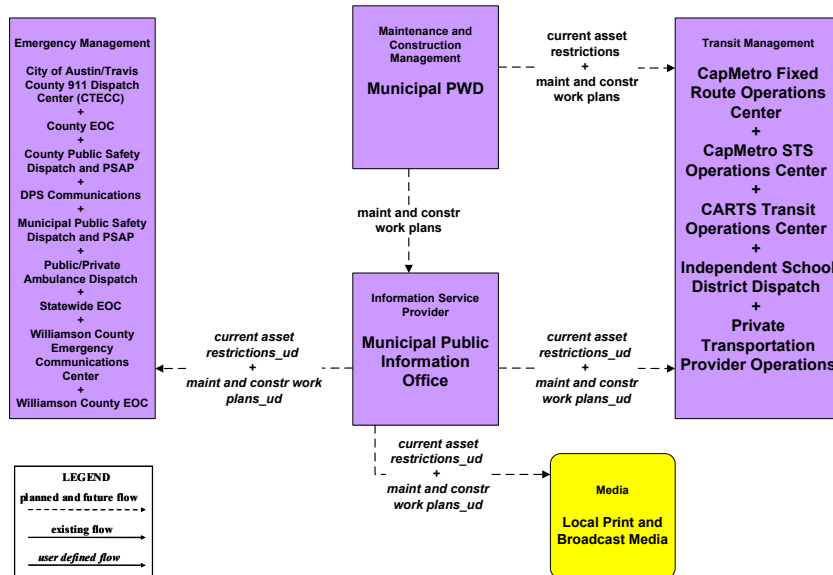 Emergency Management
City of Austin/Travis
County 911 Dispatch
Center (CTECC)
+
County EOC
+
County Public Safety
Dispatch and PSAP
+
DPS Communications
+
Municipal Public Safety
Dispatch and PSAP
+
Public/Private
Ambulance Dispatch
+
Statewide EOC
+
Williamson County
Emergency
Communications
Center
+
Williamson County EOC
Maintenance and
Construction
Management
Municipal PWD
current asset
restrictions
+
maint and constr
work plans
Transit Management
CapMetro Fixed
Route Operations
Center
+
CapMetro STS
Operations Center
+
CARTS Transit
Operations Center
+
Independent School
District Dispatch
+
Private
Transportation
Provider Operations
maint and constr
work plans
Information Service
Provider
Municipal Public
Information
Office
current asset
restrictions_ud
+
maint and constr work
plans_ud
current asset
restrictions_ud
+
maint and constr
work plans_ud
current asset
restrictions_ud
+
maint and constr
work plans_ud
Media
Local Print and
Broadcast Media
LEGEND
planned and future flow
existing flow
user defined flow